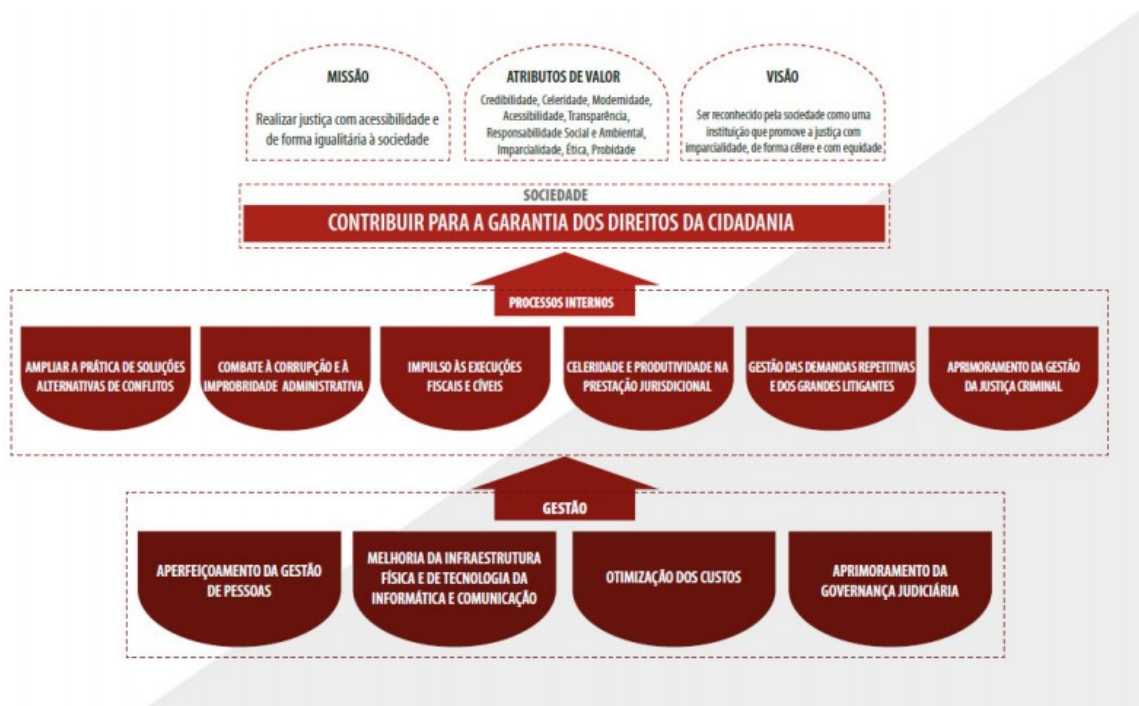 MISSÃO
Realizar justiça com acessibilidade e
de forma igualitária à sociedade
ATRIBUTOS DE VALOR
Credibilidade, Celeridade, Modernidade,
Acessibilidade, Transparência,
Responsabilidade Social e Ambiental,
Imparcialidade, Ética, Probidade
VISÃO
Ser reconhecido pela sociedade como uma
instituição que promove a justiça com
imparcialidade, de forma célere e com equidade
SOCIEDADE
CONTRIBUIR PARA A GARANTIA DOS DIREITOS DA CIDADANIA
PROCESSOS INTERNOS
AMPLIAR A PRÁTICA DE SOLUÇÕES
ALTERNATIVAS DE CONFLITOS
COMBATE À CORRUPÇÃO E À
IMPROBRIDADE ADMINISTRATIVA
IMPULSO ÀS EXECUÇÕES
FISCAIS E CÍVEIS
CELERIDADE E PRODUTIVIDADE NA
PRESTAÇÃO JURISDICIONAL
GESTÃO DAS DEMANDAS REPETITIVAS
E DOS GRANDES LITIGANTES
APRIMORAMENTO DA GESTÃO
DA JUSTIÇA CRIMINAL
GESTÃO
APERFEIÇOAMENTO DA GESTÃO
DE PESSOAS
MELHORIA DA INFRAESTRUTURA
FÍSICA E DE TECNOLOGIA DA
INFORMÁTICA E COMUNICAÇÃO
OTIMIZAÇÃO DOS CUSTOS
APRIMORAMENTO DA
GOVERNANÇA JUDICIÁRIA